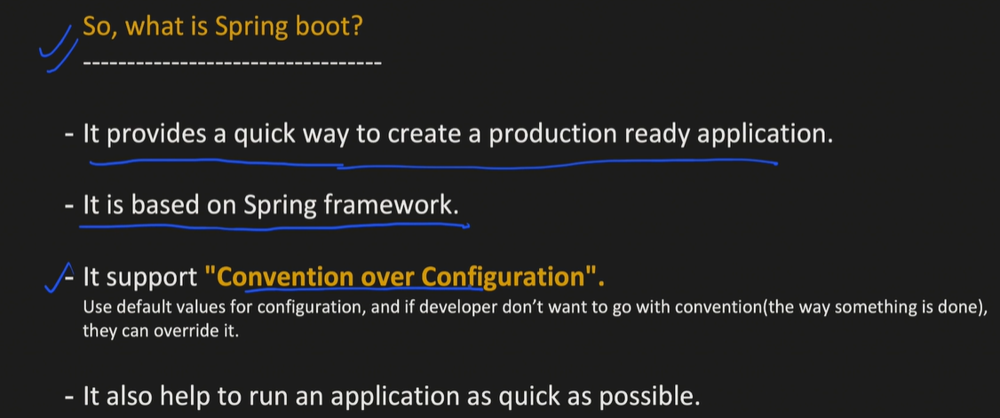 So, what is Spring boot?
----------------------------------
- It provides a quick way to create a production ready application.
- It is based on Spring framework.
- It support "Convention over Configuration".
Use default values for configuration, and if developer don't want to go with convention(the way something is done),
they can override it.
- It also help to run an application as quick as possible.